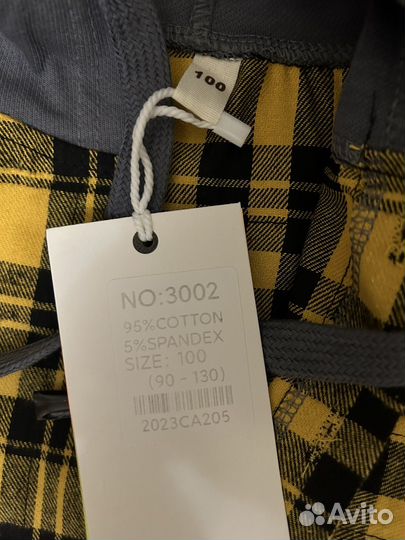 100
NO:3002
95%COTTON
5%SPANDEX
SIZE: 100
(90 - 130)
2023CA205
Avito